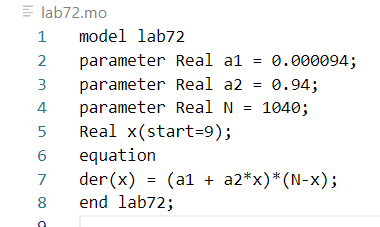 lab72.mo
1 model lab72
2 parameter Real a1 = 0.000094;
3 parameter Real a2 = 0.94;
4 parameter Real N = 1040;
5 Real x(start=9);
6 equation
7 der(x) = (a1 + a2*x)*(N-x);
8 end lab72;
9